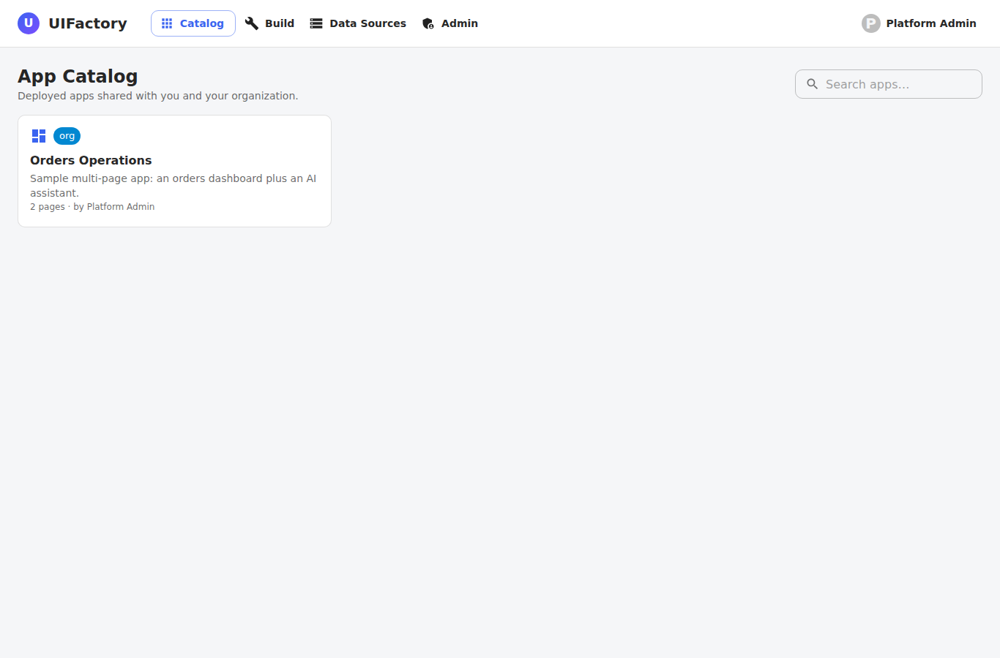 U UIFactory Catalog Build Data Sources Admin P Platform Admin
App Catalog
Deployed apps shared with you and your organization.
Search apps...
org
Orders Operations
Sample multi-page app: an orders dashboard plus an AI
assistant.
2 pages · by Platform Admin